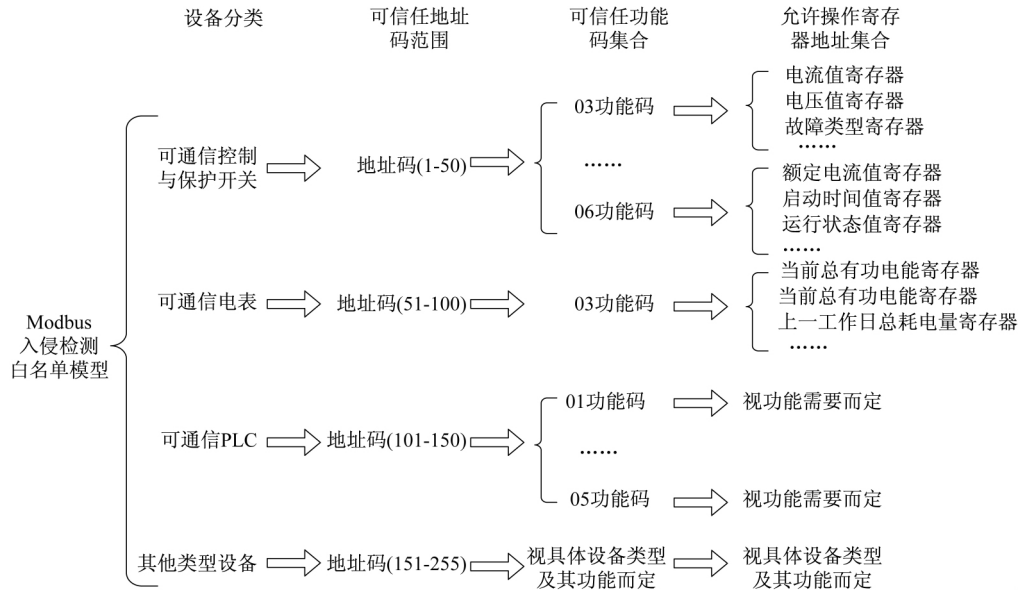 设备分类
可信任地址
码范围
可信任功能
码集合
允许操作寄存
器地址集合
Modbus
入侵检测
白名单模型
可通信控制
与保护开关
地址码(1-50)
03功能码
电流值寄存器
电压值寄存器
故障类型寄存器
……
……
06功能码
额定电流值寄存器
启动时间值寄存器
运行状态值寄存器
……
可通信电表
地址码(51-100)
03功能码
当前总有功电能寄存器
当前总有功电能寄存器
上一工作日总耗电量寄存器
……
可通信PLC
地址码(101-150)
01功能码
视功能需要而定
……
05功能码
视功能需要而定
其他类型设备
地址码(151-255)
视具体设备类型
及其功能而定
视具体设备类型
及其功能而定